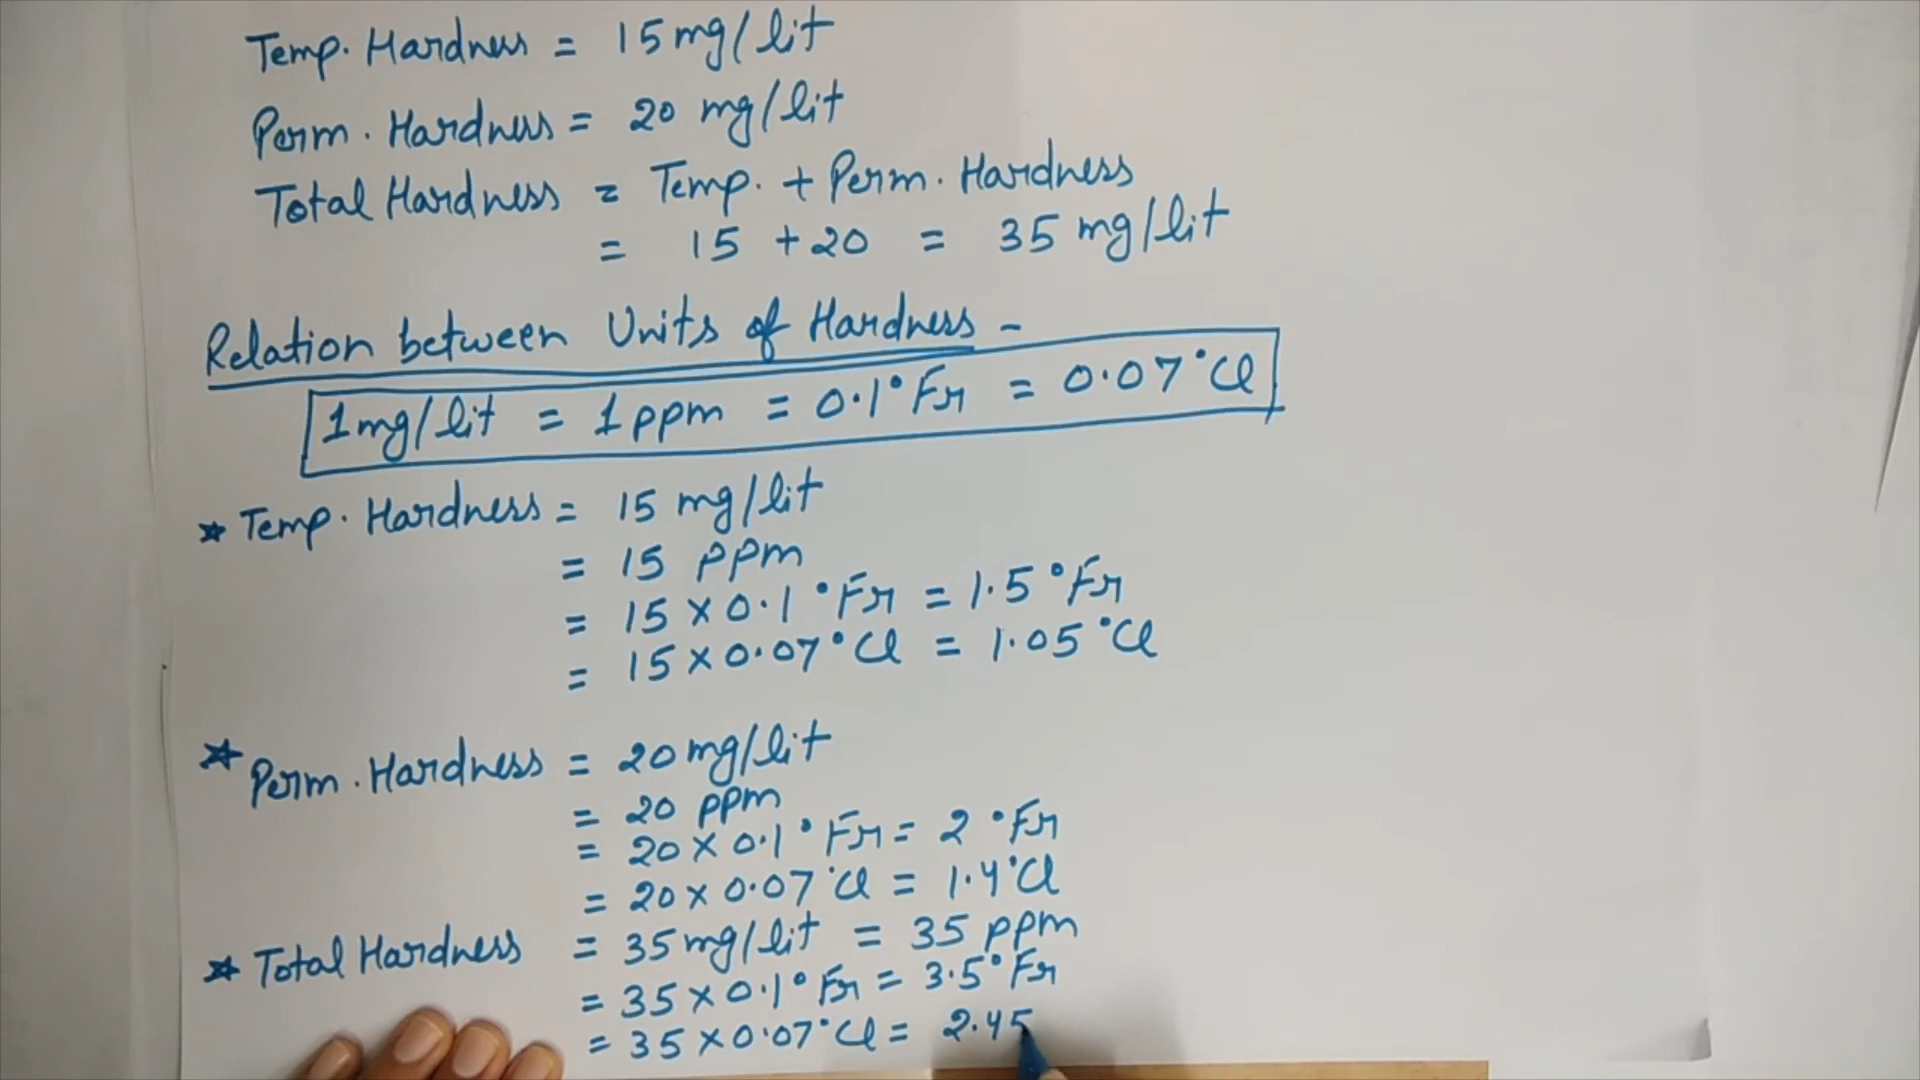 Temp. Hardness = 15 mg/lit
Perm. Hardness = 20 mg/lit
Total Hardness = Temp. + Perm. Hardness
= 15 + 20 = 35 mg/lit
Relation between Units of Hardness -
1 mg/lit = 1 ppm = 0.1°Fr = 0.07°Cl
* Temp. Hardness = 15 mg/lit
= 15 ppm
= 15 × 0.1 °Fr = 1.5 °Fr
= 15 × 0.07°Cl = 1.05 °Cl
* Perm. Hardness = 20 mg/lit
= 20 ppm
= 20 × 0.1 °Fr = 2 °Fr
= 20 × 0.07 °Cl = 1.4°Cl
* Total Hardness = 35 mg/lit = 35 ppm
= 35 × 0.1° Fr = 3.5° Fr
= 35 × 0.07°Cl = 2.45